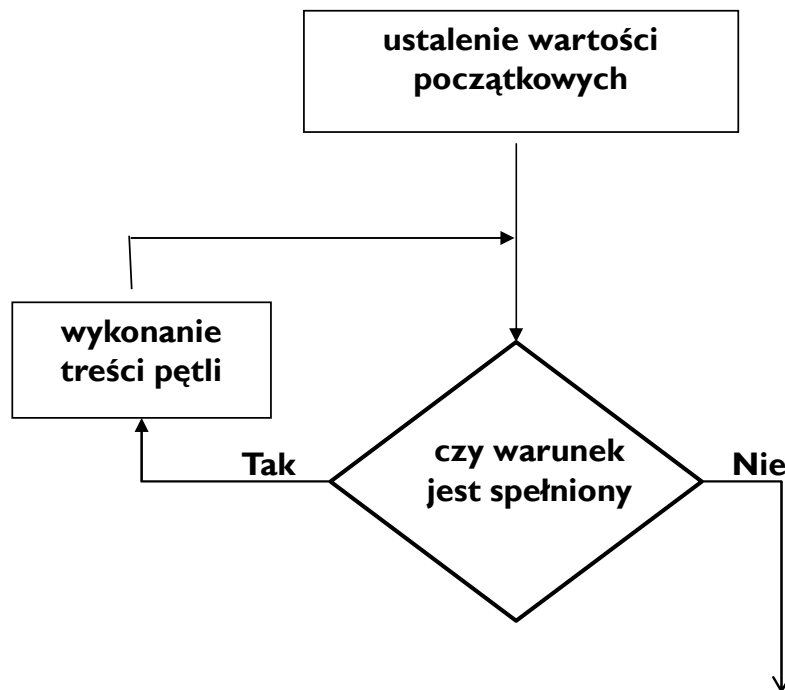 ustalenie wartości
początkowych
wykonanie
treści pętli
Tak
czy warunek
jest spełniony
Nie